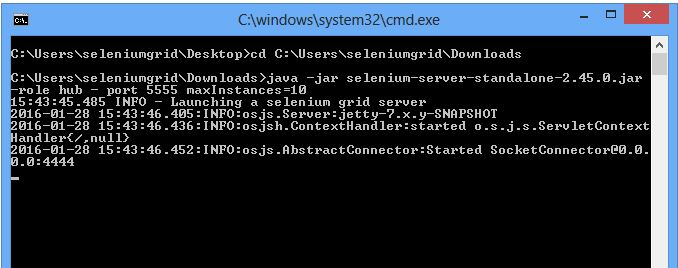 C:\windows\system32\cmd.exe
C:\Users\seleniumgrid\Desktop>cd C:\Users\seleniumgrid\Downloads
C:\Users\seleniumgrid\Downloads>java -jar selenium-server-standalone-2.45.0.jar
-role hub - port 5555 maxInstances=10
15:43:45.485 INFO - Launching a selenium grid server
2016-01-28 15:43:46.405:INFO:osjs.Server:jetty-7.x.y-SNAPSHOT
2016-01-28 15:43:46.436:INFO:osjsh.ContextHandler:started o.s.j.s.ServletContext
Handler{/,null}
2016-01-28 15:43:46.452:INFO:osjs.AbstractConnector:Started SocketConnector@0.0.
0.0:4444